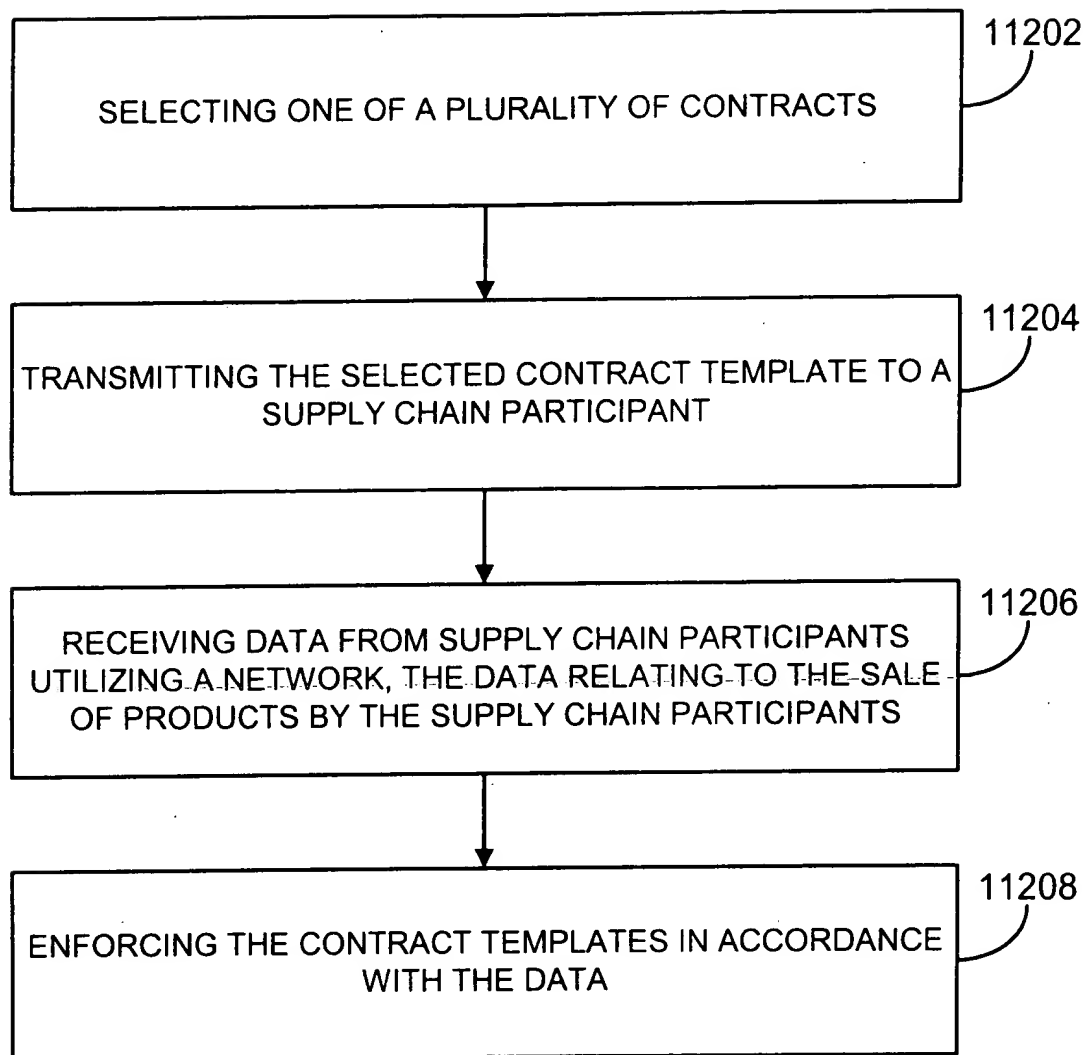 11202
SELECTING ONE OF A PLURALITY OF CONTRACTS
11204
TRANSMITTING THE SELECTED CONTRACT TEMPLATE TO A
SUPPLY CHAIN PARTICIPANT
11206
RECEIVING DATA FROM SUPPLY CHAIN PARTICIPANTS
UTILIZING A NETWORK, THE DATA RELATING TO THE SALE
OF PRODUCTS BY THE SUPPLY CHAIN PARTICIPANTS
11208
ENFORCING THE CONTRACT TEMPLATES IN ACCORDANCE
WITH THE DATA